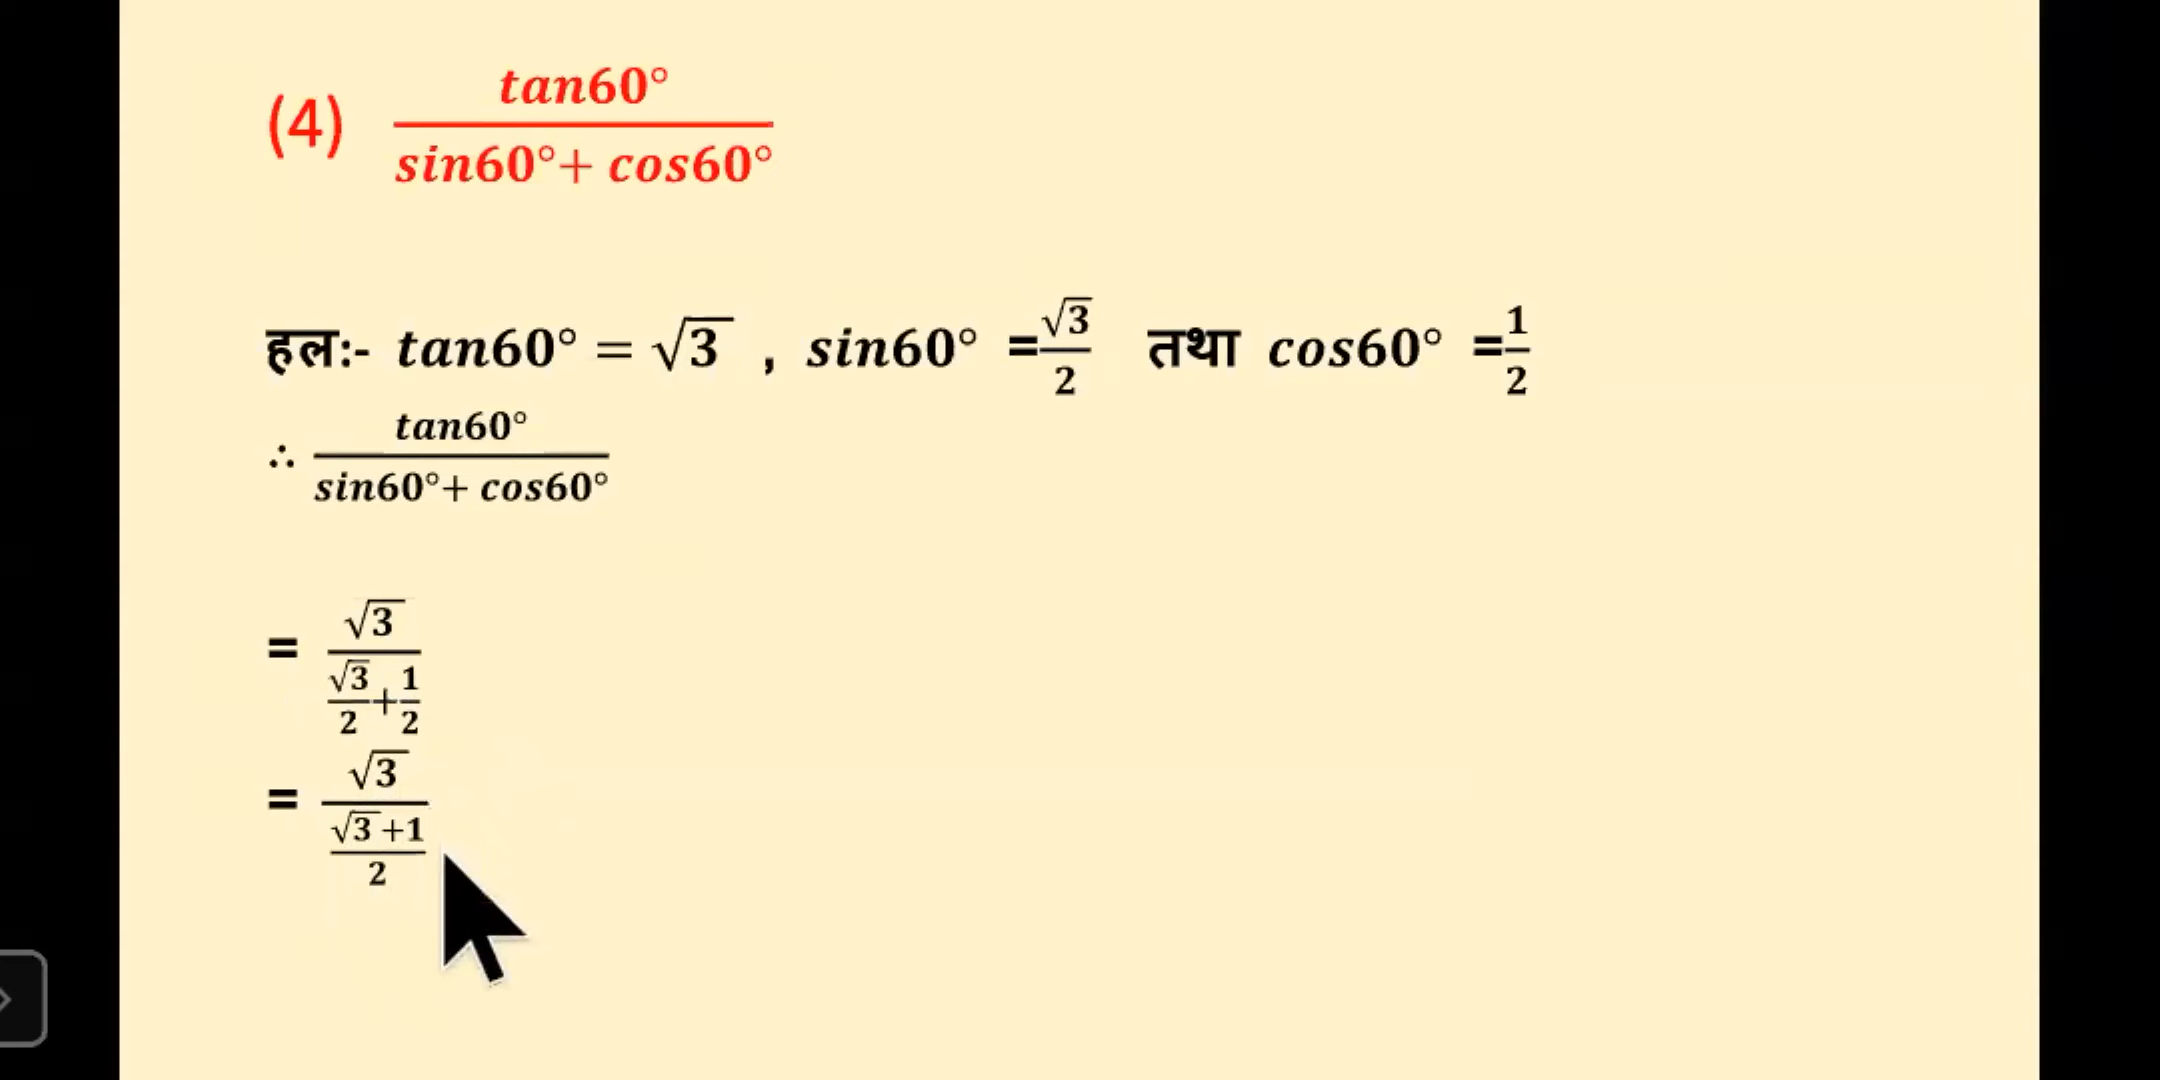 (4) tan60° / sin60°+ cos60°
हल:- tan60° = √3 , sin60° =√3/2 तथा cos60° =1/2
∴ tan60° / sin60°+ cos60°
= √3 / (√3/2+1/2)
= √3 / ((√3+1)/2)